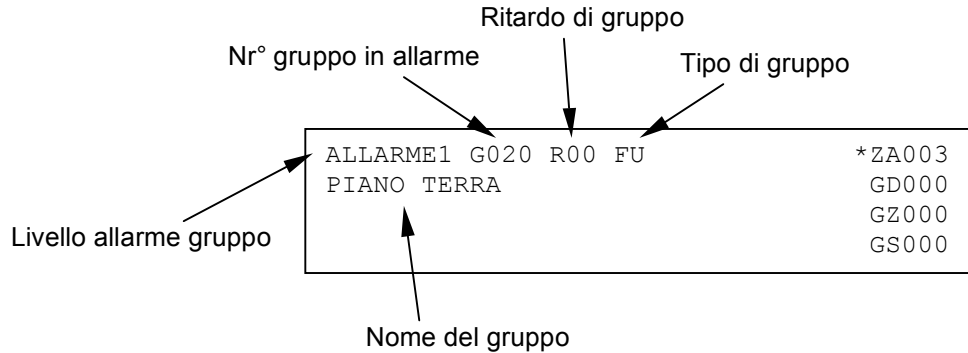 Ritardo di gruppo
Nr° gruppo in allarme
Tipo di gruppo
ALLARME1 G020 R00 FU *ZA003
PIANO TERRA GD000
GZ000
GS000
Livello allarme gruppo
Nome del gruppo